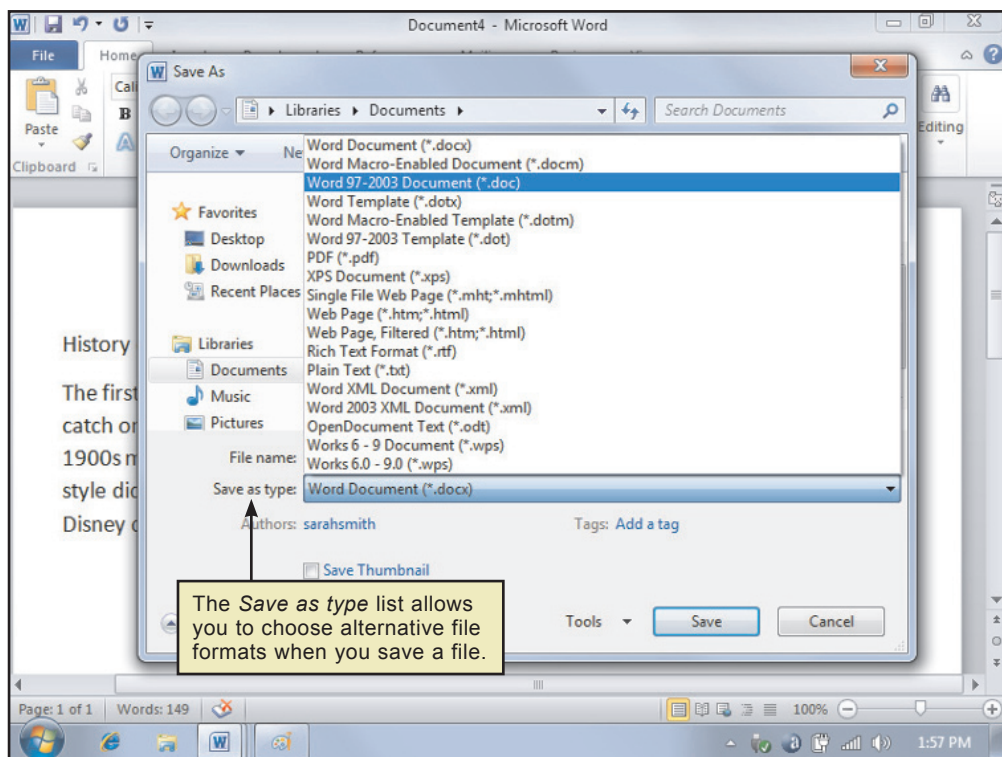 Document4 - Microsoft Word
File Home
Paste
Clipboard
Cali
B
Editing
Save As
Libraries Documents
Search Documents
Organize Ne
Favorites
Desktop
Downloads
Recent Places
Libraries
Documents
Music
Pictures
Word Document (*.docx)
Word Macro-Enabled Document (*.docm)
Word 97-2003 Document (*.doc)
Word Template (*.dotx)
Word Macro-Enabled Template (*.dotm)
Word 97-2003 Template (*.dot)
PDF (*.pdf)
XPS Document (*.xps)
Single File Web Page (*.mht;*.mhtml)
Web Page (*.htm;*.html)
Web Page, Filtered (*.htm;*.html)
Rich Text Format (*.rtf)
Plain Text (*.txt)
Word XML Document (*.xml)
Word 2003 XML Document (*.xml)
OpenDocument Text (*.odt)
Works 6 - 9 Document (*.wps)
Works 6.0 - 9.0 (*.wps)
File name:
Save as type: Word Document (*.docx)
Authors: sarahsmith Tags: Add a tag
Save Thumbnail
Tools Save Cancel
The Save as type list allows
you to choose alternative file
formats when you save a file.
History
The first
catch on
1900s m
style dic
Disney c
Page: 1 of 1 Words: 149 100%
1:57 PM